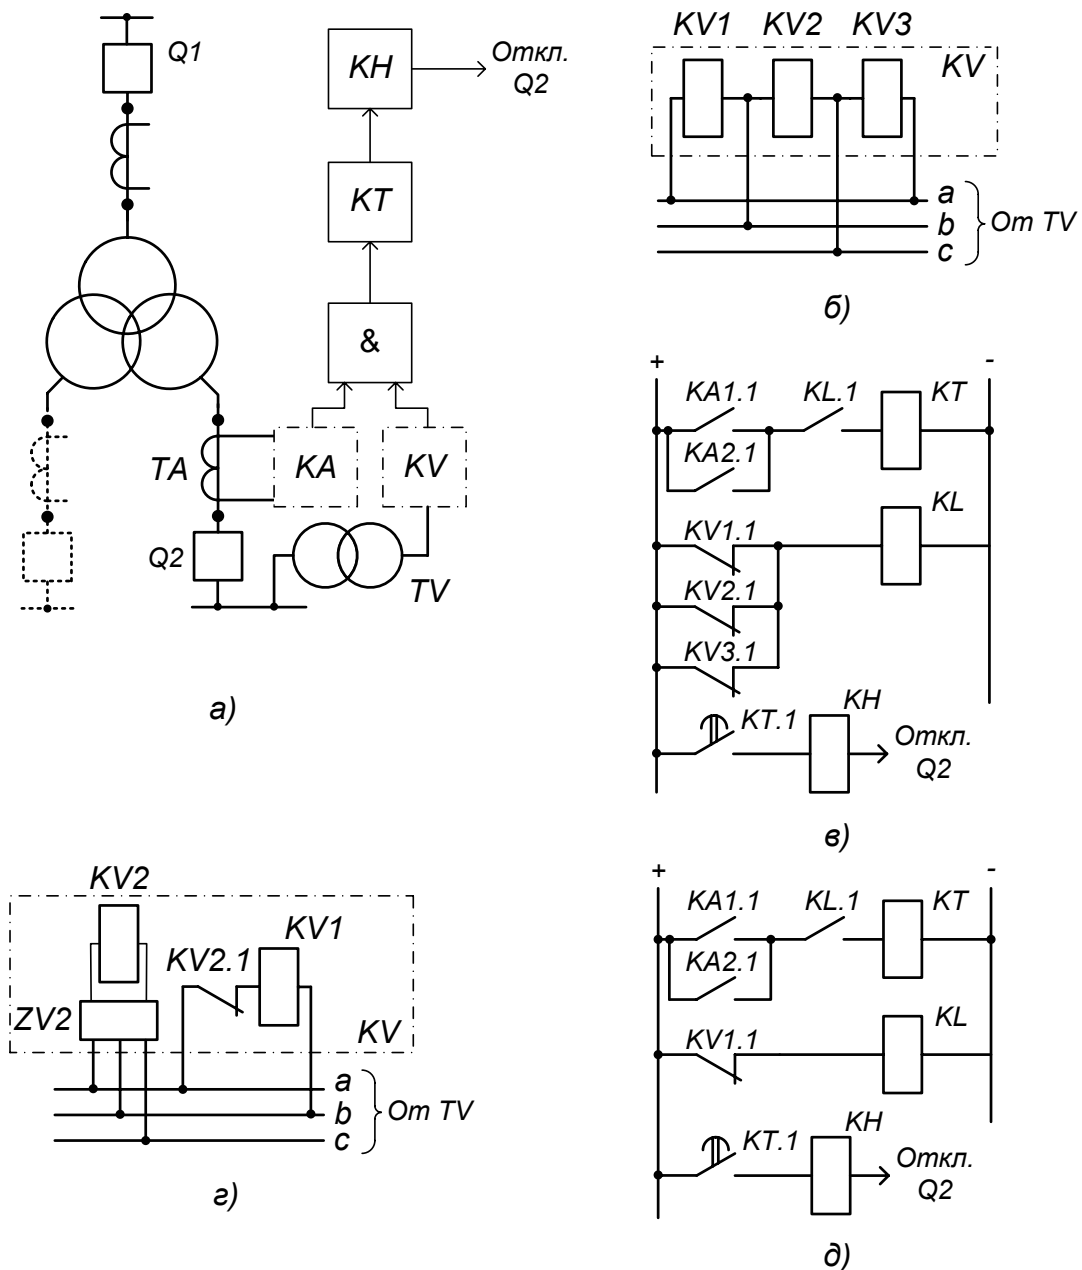 Q1
KH
Откл.
Q2
KT
&
TA
KA
KV
Q2
TV
а)
KV1 KV2 KV3
KV
a
b
c
От TV
б)
+ -
KA1.1 KL.1 KT
KA2.1
KL
KV1.1
KV2.1
KV3.1
KT.1 KH
Откл.
Q2
в)
KV2
KV1
KV2.1
ZV2
KV
a
b
c
От TV
г)
+ -
KA1.1 KL.1 KT
KA2.1
KL
KV1.1
KT.1 KH
Откл.
Q2
д)